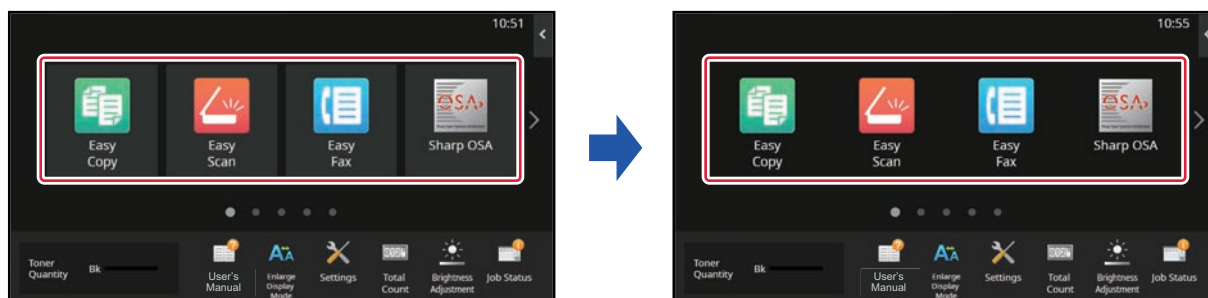 10:51
Easy
Copy
Easy
Scan
Easy
Fax
OSA
Sharp OSA
Toner
Quantity
Bk
User's
Manual
Enlarge
Display
Mode
Settings
Total
Count
Brightness
Adjustment
Job Status
10:55
Easy
Copy
Easy
Scan
Easy
Fax
OSA
Sharp OSA
Toner
Quantity
Bk
User's
Manual
Enlarge
Display
Mode
Settings
Total
Count
Brightness
Adjustment
Job Status